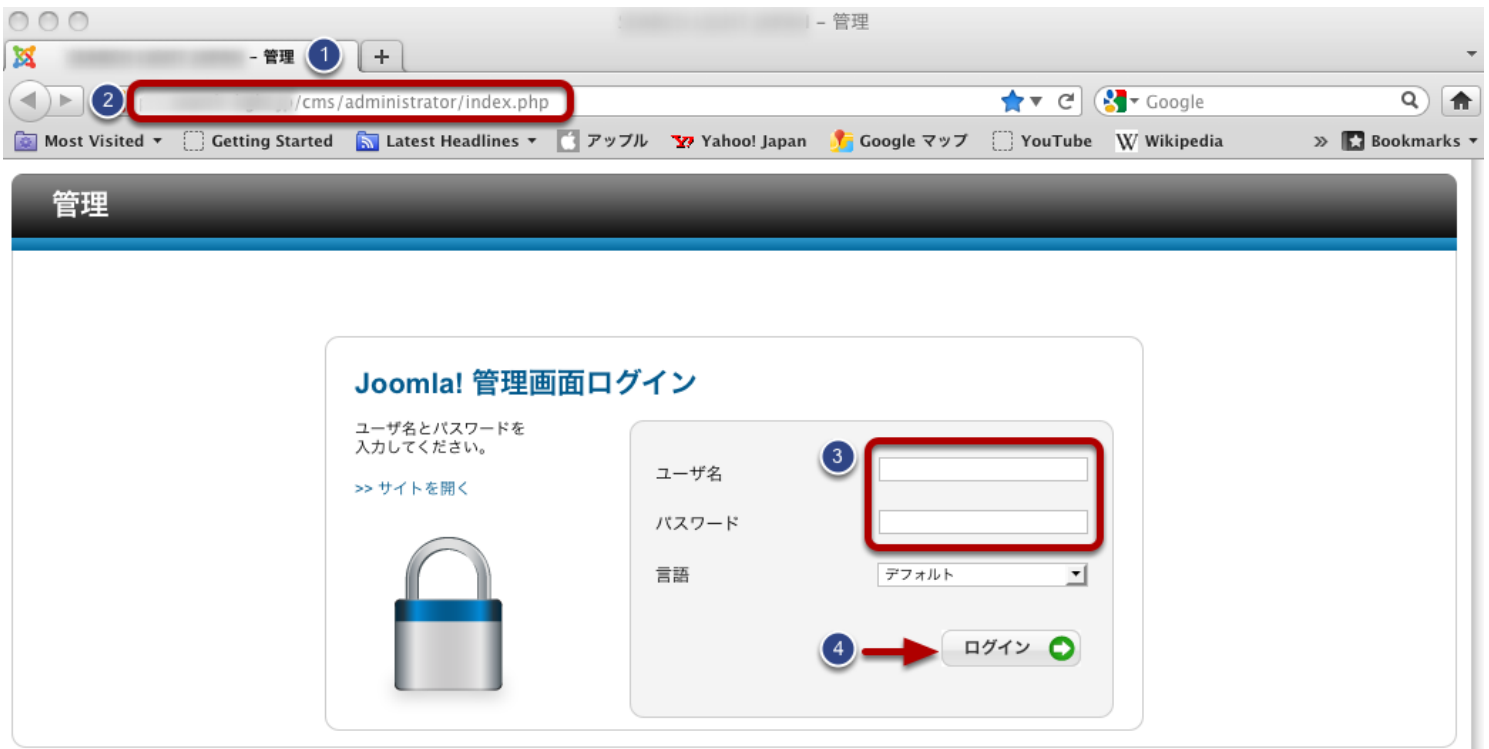 – 管理
– 管理 1 +
2 /cms/administrator/index.php Google
Most Visited Getting Started Latest Headlines アップル Yahoo! Japan Google マップ YouTube Wikipedia » Bookmarks
管理
Joomla! 管理画面ログイン
ユーザ名とパスワードを
入力してください。
>> サイトを開く
3
ユーザ名
パスワード
言語 デフォルト
4 ログイン